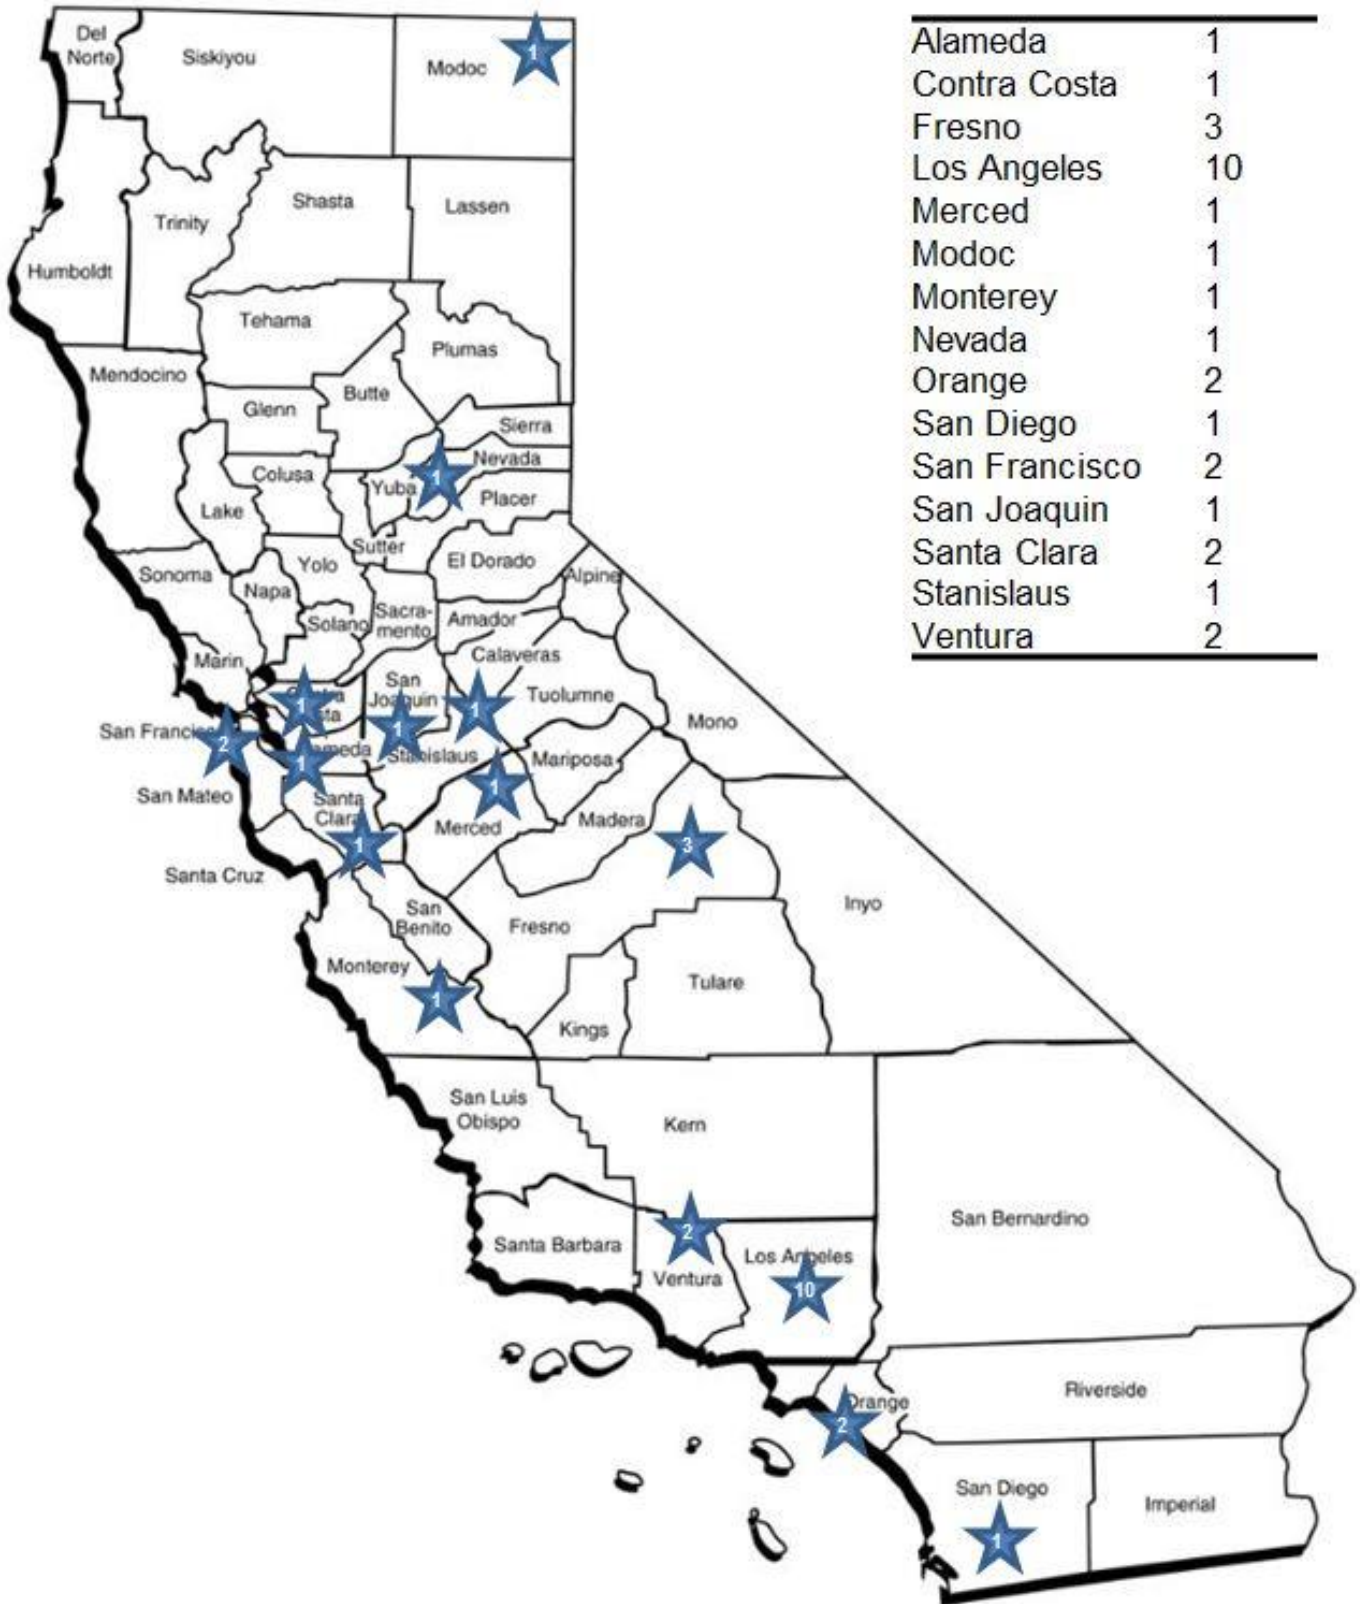 Del
Norte
Siskiyou
Modoc
1
Shasta
Lassen
Trinity
Humboldt
Tehama
Plumas
Mendocino
Butte
Glenn
Sierra
Nevada
Colusa
1
Yuba
Placer
Lake
Sutter
El Dorado
Yolo
Alpine
Sonoma
Napa
Sacra-
mento
Amador
Solano
Calaveras
Marin
San
Joaquin
Tuolumne
1
1
1
Mono
San Francisco
2
Stanislaus
Mariposa
1
1
San Mateo
Santa
Clara
Merced
Madera
1
3
Santa Cruz
Inyo
San
Benito
Fresno
Monterey
Tulare
1
Kings
San Luis
Obispo
Kern
San Bernardino
2
Santa Barbara
Los Angeles
Ventura
10
Riverside
Orange
2
San Diego
Imperial
1
Alameda 1
Contra Costa 1
Fresno 3
Los Angeles 10
Merced 1
Modoc 1
Monterey 1
Nevada 1
Orange 2
San Diego 1
San Francisco 2
San Joaquin 1
Santa Clara 2
Stanislaus 1
Ventura 2